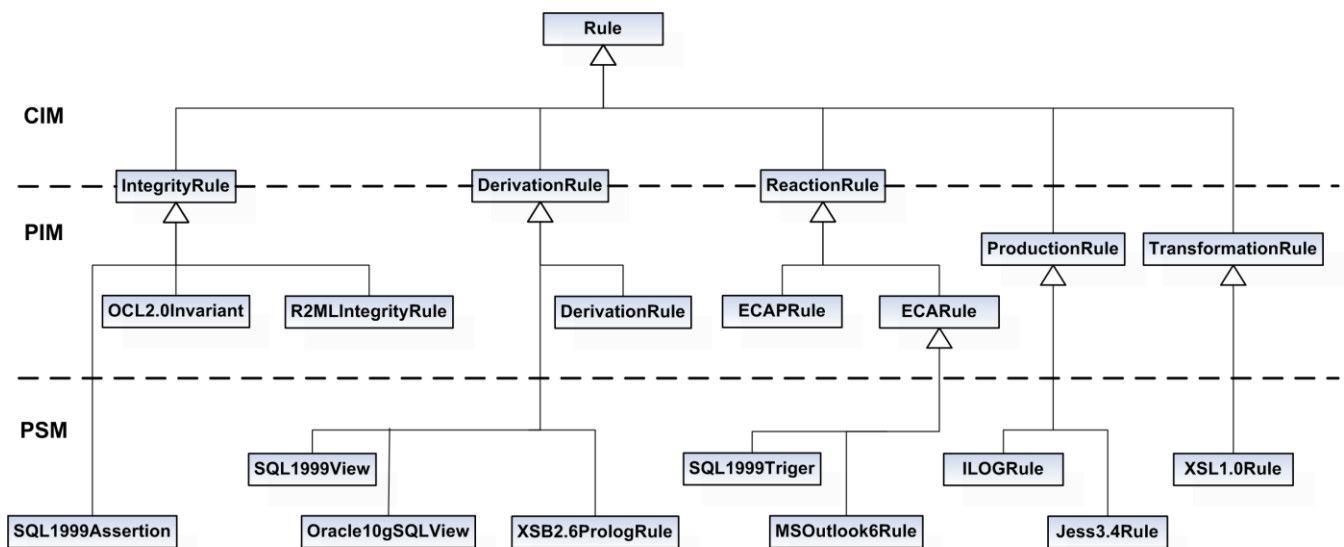 Rule
CIM
IntegrityRule
DerivationRule
ReactionRule
PIM
ProductionRule
TransformationRule
OCL2.0Invariant
R2MLIntegrityRule
DerivationRule
ECAPRule
ECARule
PSM
SQL1999View
SQL1999Triger
ILOGRule
XSL1.0Rule
SQL1999Assertion
Oracle10gSQLView
XSB2.6PrologRule
MSOutlook6Rule
Jess3.4Rule